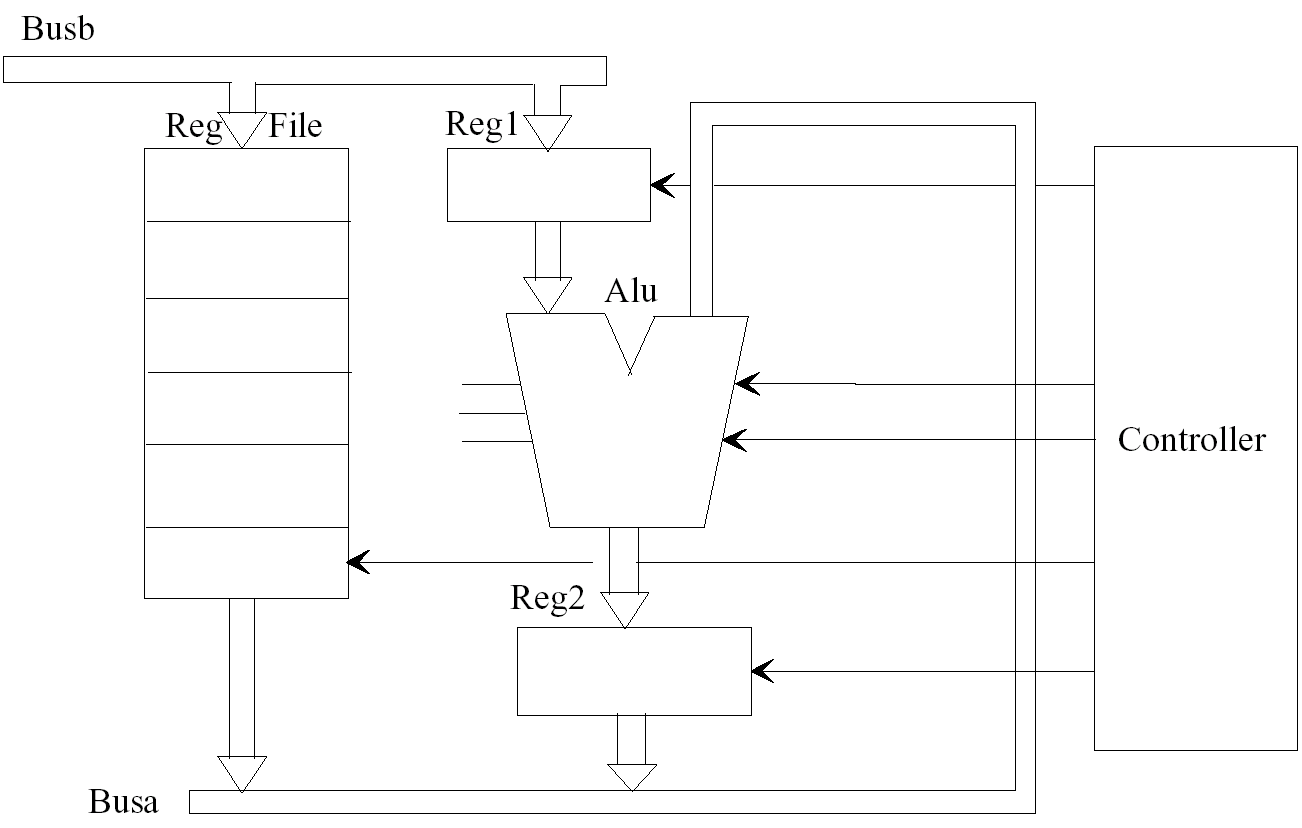 Busb
Reg File
Reg1
Alu
Controller
Reg2
Busa